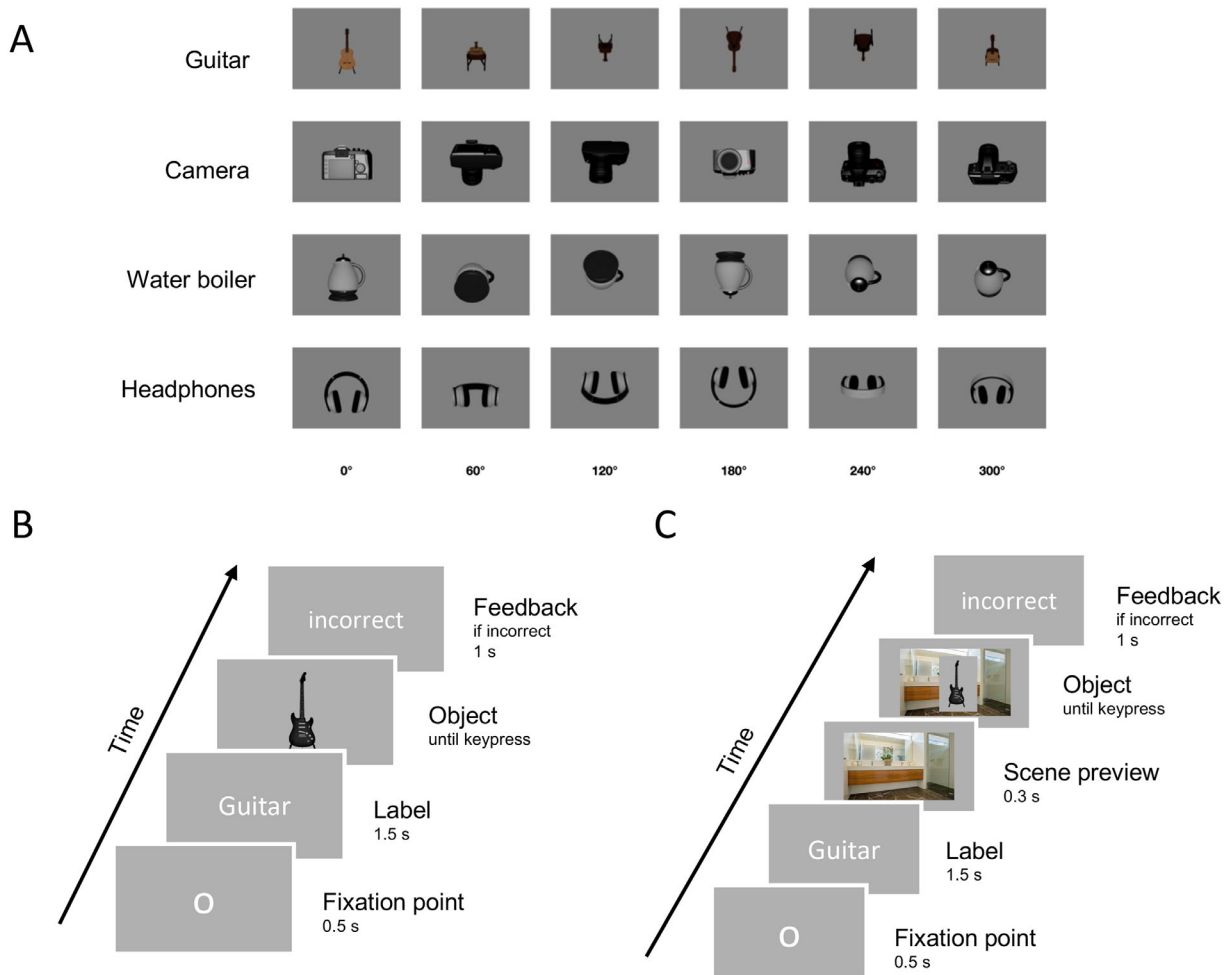 A
Guitar
Camera
Water boiler
Headphones
0°
60°
120°
180°
240°
300°
B
Time
incorrect
Feedback
if incorrect
1 s
Object
until keypress
Guitar
Label
1.5 s
O
Fixation point
0.5 s
C
Time
incorrect
Feedback
if incorrect
1 s
Object
until keypress
Scene preview
0.3 s
Guitar
Label
1.5 s
O
Fixation point
0.5 s